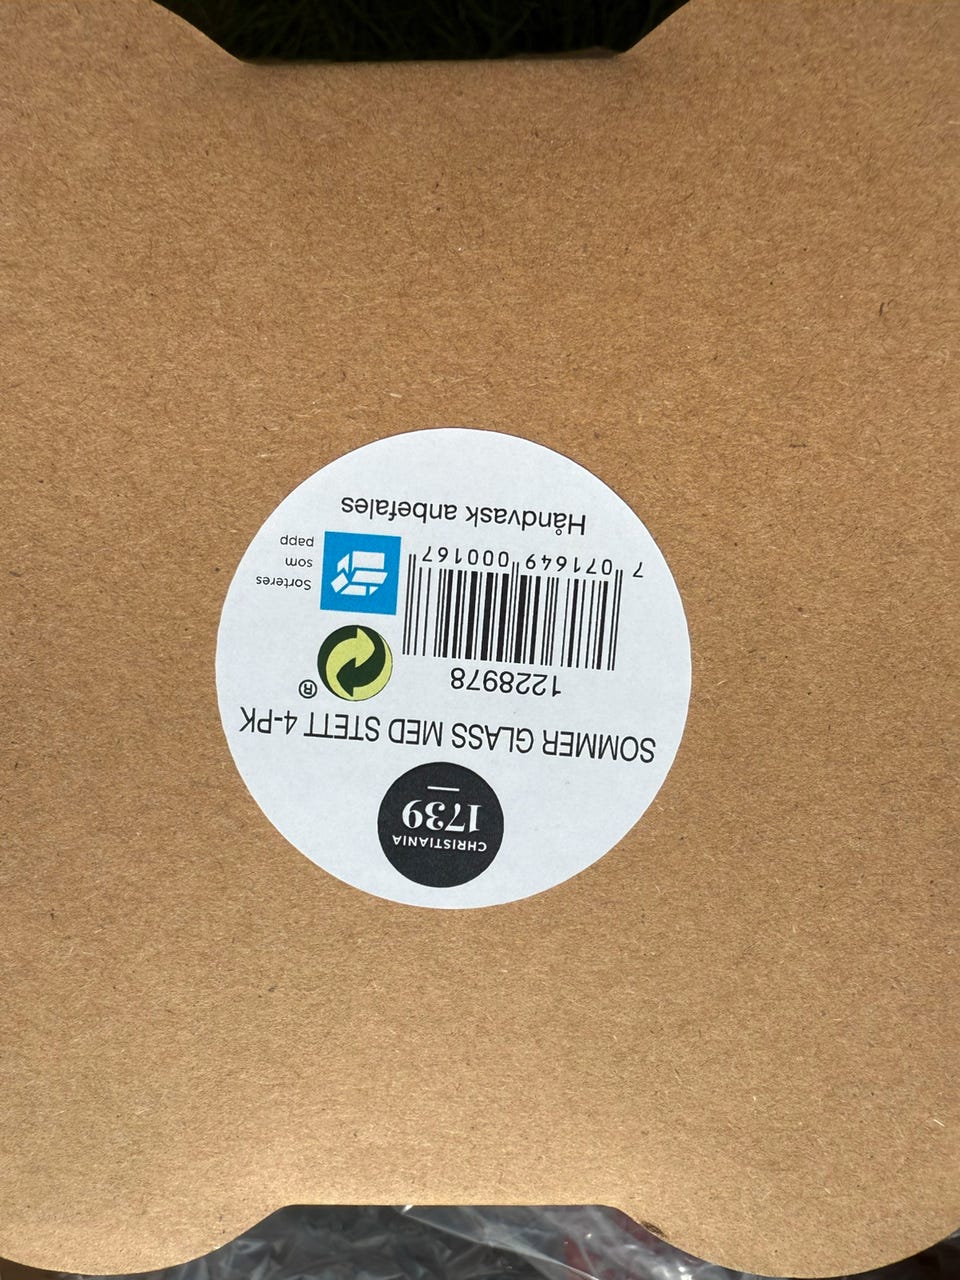 CHRISTIANIA
1739
SOMMER GLASS MED STETT 4-PK
1228978
®
7 071649 000167
Sorteres
som
papp
Håndvask anbefales